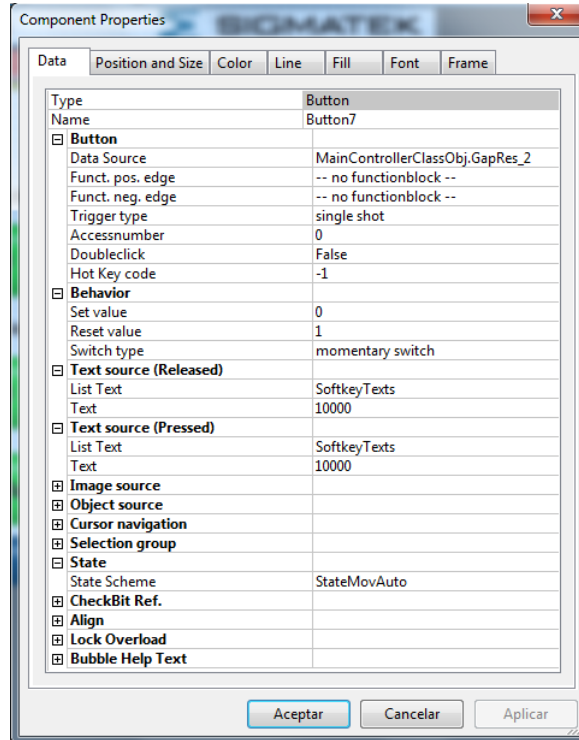 Component Properties
SIGMATEK
Data Position and Size Color Line Fill Font Frame
Type Button
Name Button7
Button
Data Source MainControllerClassObj.GapRes_2
Funct. pos. edge -- no functionblock --
Funct. neg. edge -- no functionblock --
Trigger type single shot
Accessnumber 0
Doubleclick False
Hot Key code -1
Behavior
Set value 0
Reset value 1
Switch type momentary switch
Text source (Released)
List Text SoftkeyTexts
Text 10000
Text source (Pressed)
List Text SoftkeyTexts
Text 10000
Image source
Object source
Cursor navigation
Selection group
State
State Scheme StateMovAuto
CheckBit Ref.
Align
Lock Overload
Bubble Help Text
Aceptar Cancelar Aplicar